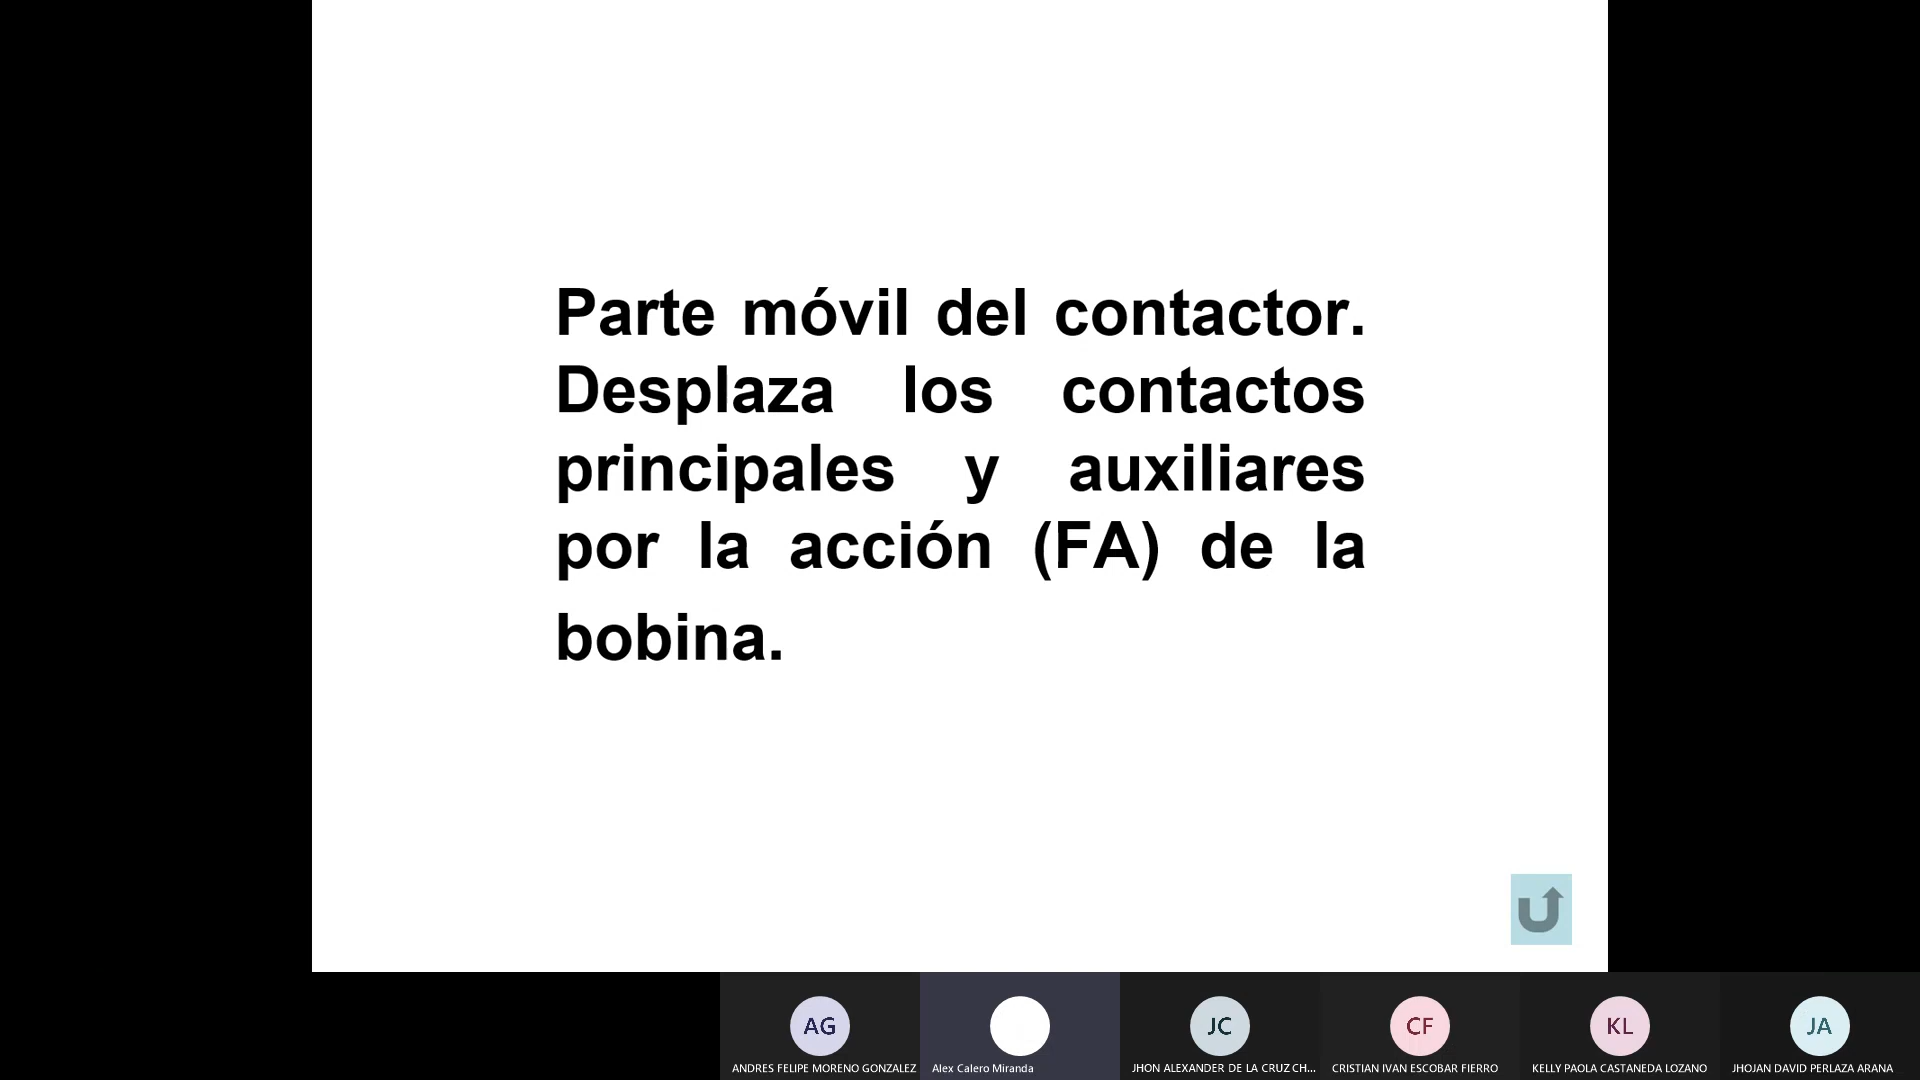 Parte móvil del contactor.
Desplaza los contactos
principales y auxiliares
por la acción (FA) de la
bobina.
AG
JC
CF
KL
JA
ANDRES FELIPE MORENO GONZALEZ
Alex Calero Miranda
JHON ALEXANDER DE LA CRUZ CH...
CRISTIAN IVAN ESCOBAR FIERRO
KELLY PAOLA CASTANEDA LOZANO
JHOJAN DAVID PERLAZA ARANA